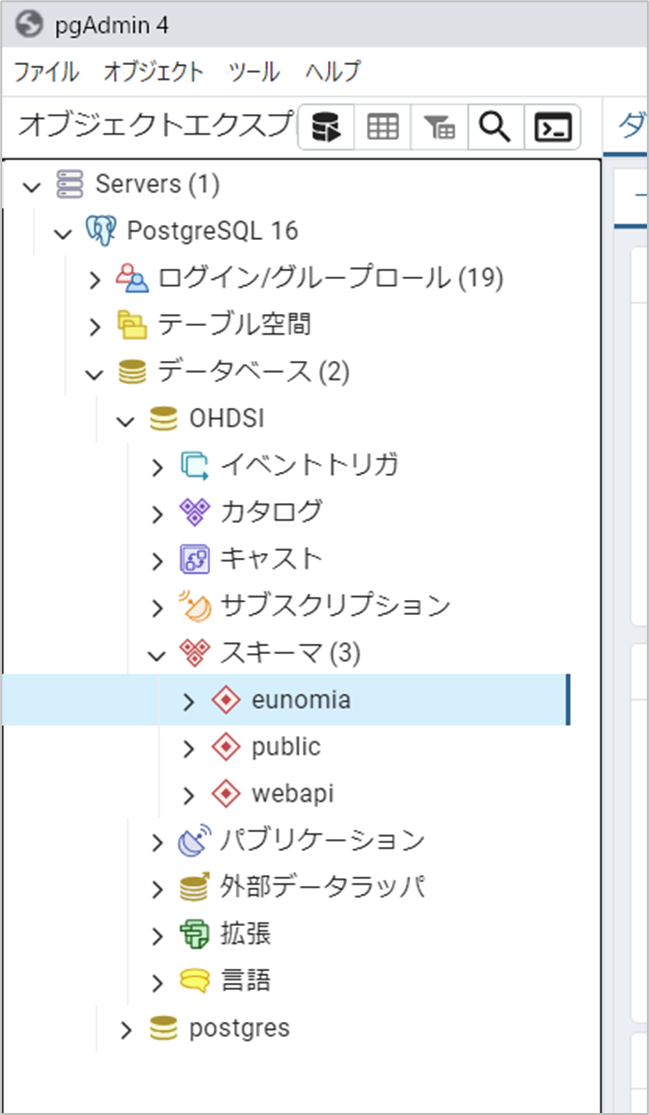 pgAdmin 4
ファイル オブジェクト ツール ヘルプ
オブジェクトエクスプ
ダ
Servers (1)
PostgreSQL 16
ログイン/グループロール (19)
テーブル空間
データベース (2)
OHDSI
イベントトリガ
カタログ
キャスト
サブスクリプション
スキーマ (3)
eunomia
public
webapi
パブリケーション
外部データラッパ
拡張
言語
postgres